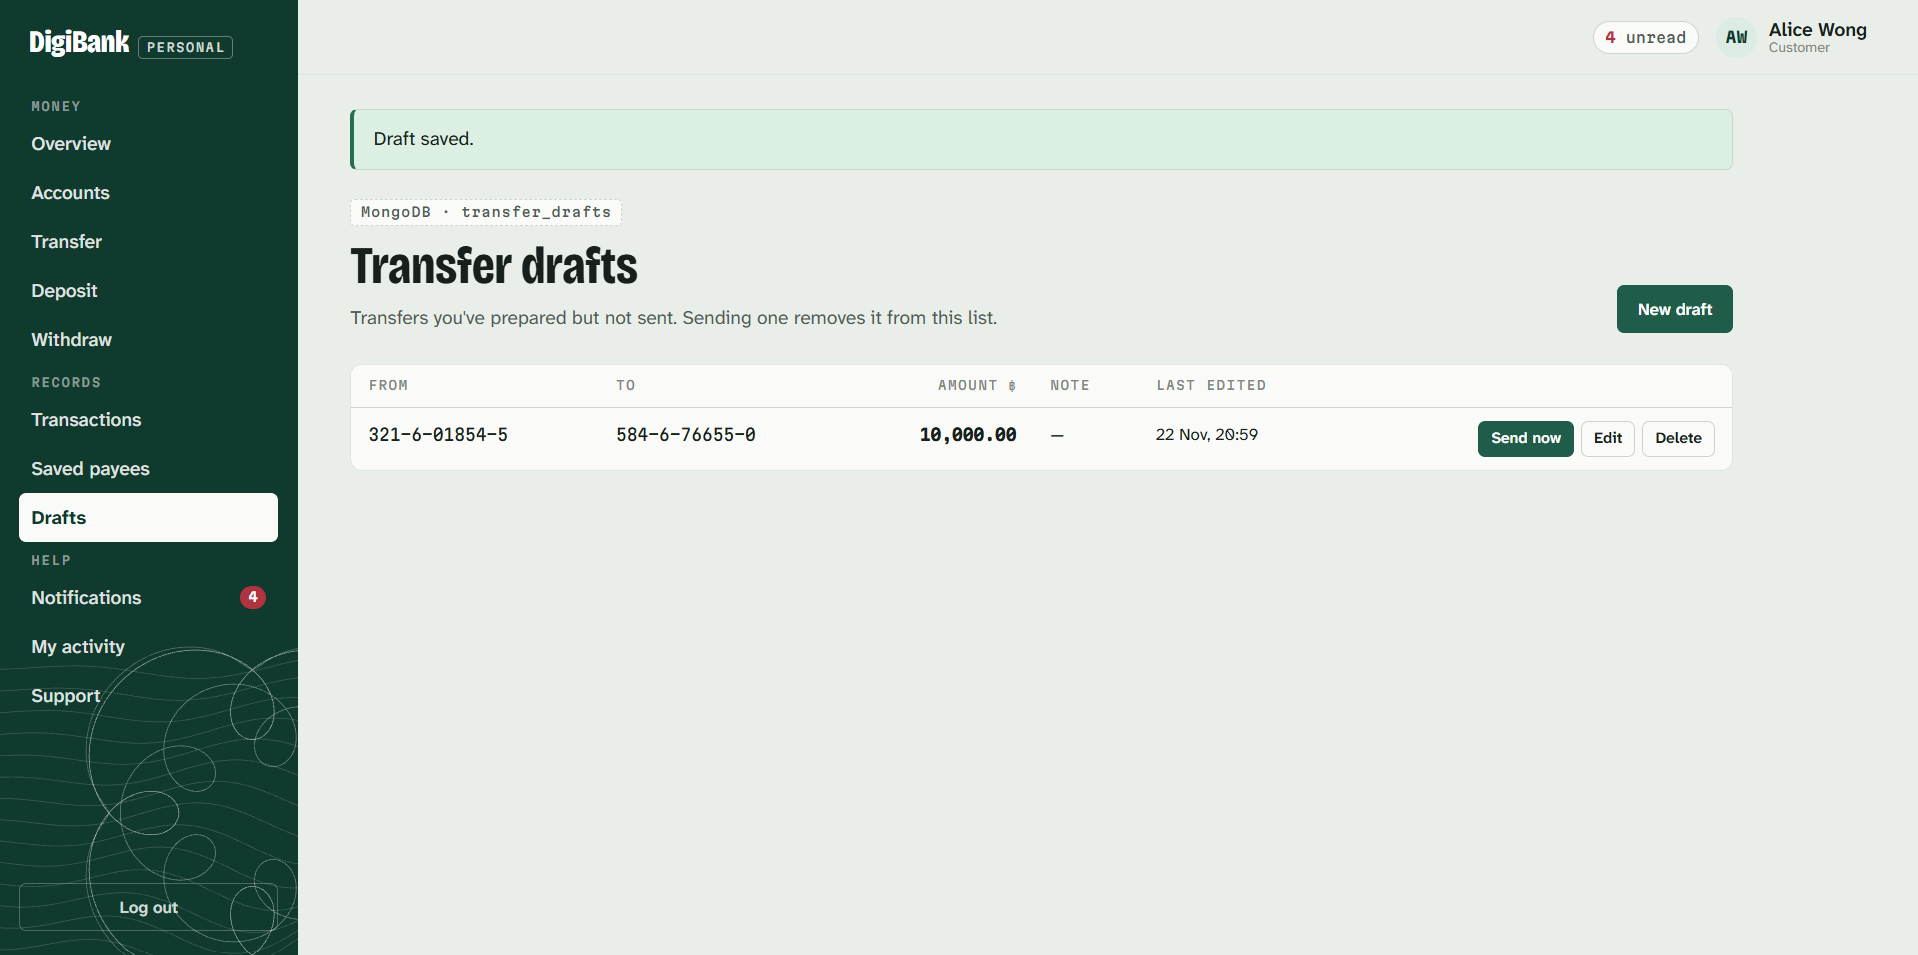 DigiBank PERSONAL
MONEY
Overview
Accounts
Transfer
Deposit
Withdraw
RECORDS
Transactions
Saved payees
Drafts
HELP
Notifications 4
My activity
Support
Log out
4 unread
AW
Alice Wong
Customer
Draft saved.
MongoDB · transfer_drafts
Transfer drafts
Transfers you've prepared but not sent. Sending one removes it from this list.
New draft
FROM TO AMOUNT ฿ NOTE LAST EDITED
321-6-01854-5 584-6-76655-0 10,000.00 — 22 Nov, 20:59 Send now Edit Delete